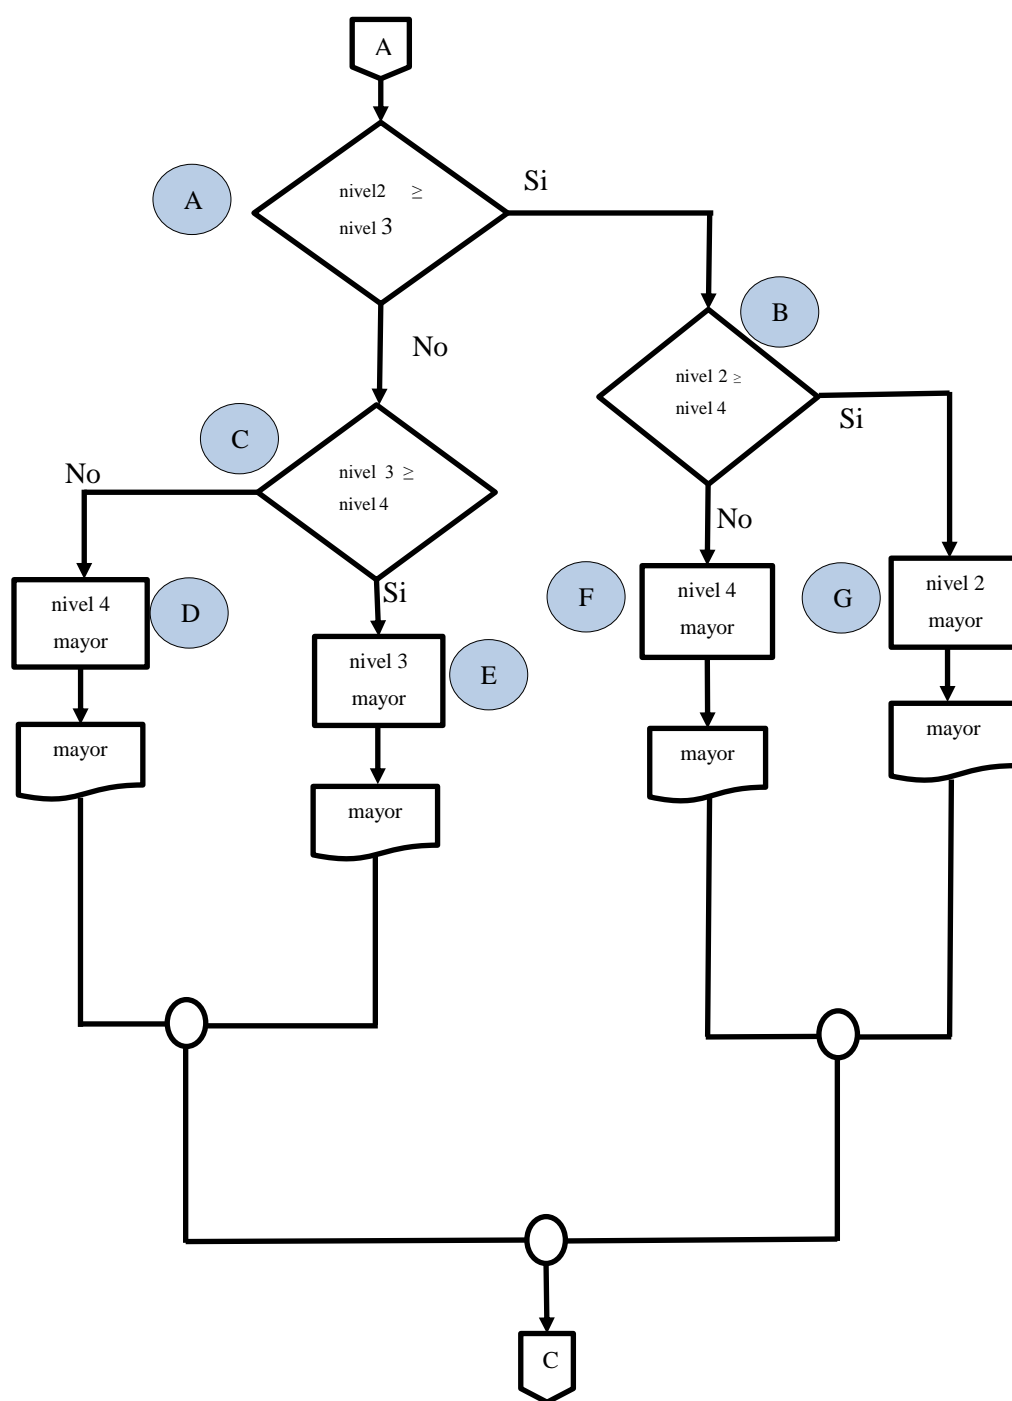 A
A
nivel2 ≥
nivel 3
Si
B
No
nivel 2 ≥
nivel 4
Si
C
No
nivel 3 ≥
nivel 4
No
Si
nivel 4
mayor
D
nivel 3
mayor
E
F
nivel 4
mayor
G
nivel 2
mayor
mayor
mayor
mayor
mayor
C